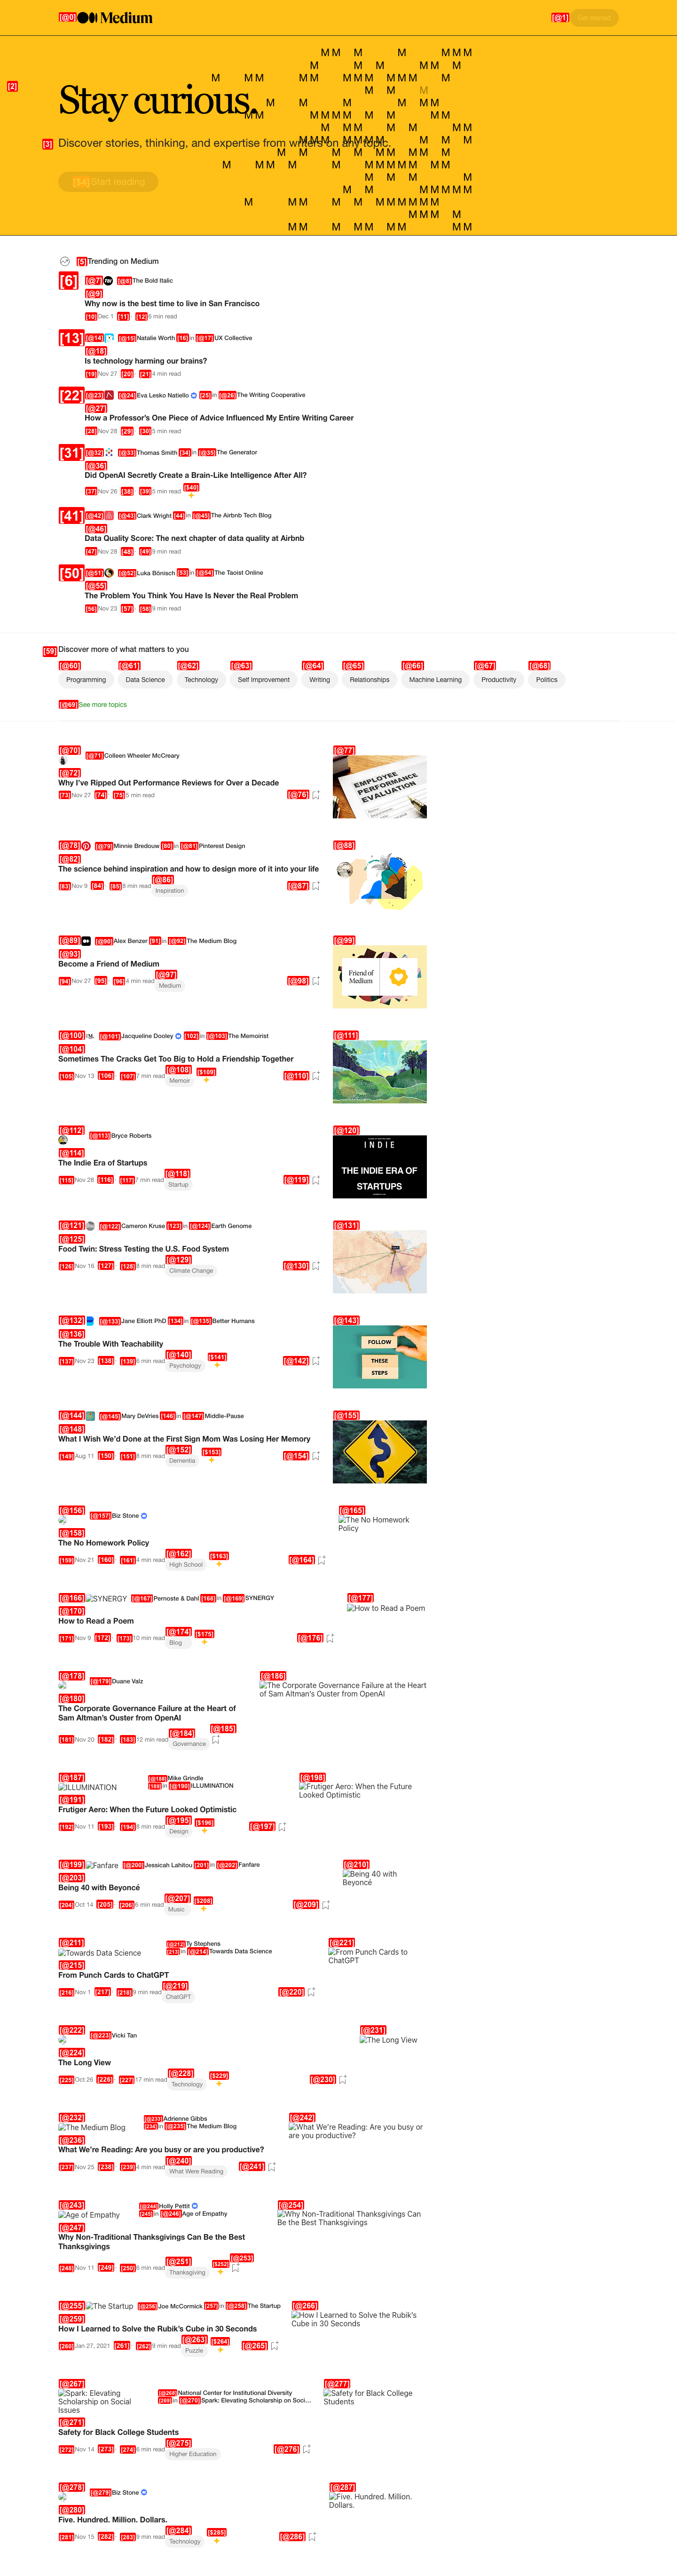 [@0] Medium [@1] Get started
[2] Stay curious.
[3] Discover stories, thinking, and expertise from writers on any topic.
[$4] Start reading
[5] Trending on Medium
[6] [@7] [@8] The Bold Italic
[@9]
Why now is the best time to live in San Francisco
[10] Dec 1 [11] [12] 6 min read
[13] [@14] [@15] Natalie Worth [16] in [@17] UX Collective
[@18]
Is technology harming our brains?
[19] Nov 27 [20] [21] 4 min read
[22] [@23] [@24] Eva Lesko Natiello [25] in [@26] The Writing Cooperative
[@27]
How a Professor's One Piece of Advice Influenced My Entire Writing Career
[28] Nov 28 [29] [30] 5 min read
[31] [@32] [@33] Thomas Smith [34] in [@35] The Generator
[@36]
Did OpenAI Secretly Create a Brain-Like Intelligence After All?
[37] Nov 26 [38] [39] 5 min read [$40]
[41] [@42] [@43] Clark Wright [44] in [@45] The Airbnb Tech Blog
[@46]
Data Quality Score: The next chapter of data quality at Airbnb
[47] Nov 28 [48] [49] 9 min read
[50] [@51] [@52] Luka Bönisch [53] in [@54] The Taoist Online
[@55]
The Problem You Think You Have Is Never the Real Problem
[56] Nov 23 [57] [58] 9 min read
[59] Discover more of what matters to you
[@60] [@61] [@62] [@63] [@64] [@65] [@66] [@67] [@68]
Programming Data Science Technology Self Improvement Writing Relationships Machine Learning Productivity Politics
[@69] See more topics
[@70] [@71] Colleen Wheeler McCreary [@77]
[@72]
EMPLOYEE PERFORMANCE EVALUATION
Why I've Ripped Out Performance Reviews for Over a Decade
[73] Nov 27 [74] [75] 5 min read [@76]
[@78] [@79] Minnie Bredouw [80] in [@81] Pinterest Design [@88]
[@82]
The science behind inspiration and how to design more of it into your life
[83] Nov 9 [84] [85] 8 min read [@86] Inspiration [@87]
[@89] [@90] Alex Benzer [91] in [@92] The Medium Blog [@99]
[@93]
Become a Friend of Medium
Friend of Medium
[94] Nov 27 [95] [96] 4 min read [@97] Medium [@98]
[@100] [@101] Jacqueline Dooley [102] in [@103] The Memoirist [@111]
[@104]
Sometimes The Cracks Get Too Big to Hold a Friendship Together
[105] Nov 13 [106] [107] 7 min read [@108] Memoir [$109] [@110]
[@112] [@113] Bryce Roberts [@120]
[@114]
INDIE
The Indie Era of Startups
THE INDIE ERA OF STARTUPS
[115] Nov 28 [116] [117] 7 min read [@118] Startup [@119]
[@121] [@122] Cameron Kruse [123] in [@124] Earth Genome [@131]
[@125]
Food Twin: Stress Testing the U.S. Food System
[126] Nov 16 [127] [128] 8 min read [@129] Climate Change [@130]
[@132] [@133] Jane Elliott PhD [134] in [@135] Better Humans [@143]
[@136]
The Trouble With Teachability
FOLLOW THESE STEPS
[137] Nov 23 [138] [139] 6 min read [@140] Psychology [$141] [@142]
[@144] [@145] Mary DeVries [146] in [@147] Middle-Pause [@155]
[@148]
What I Wish We'd Done at the First Sign Mom Was Losing Her Memory
[149] Aug 11 [150] [151] 8 min read [@152] Dementia [$153] [@154]
[@156] [@157] Biz Stone [@165] The No Homework Policy
[@158]
The No Homework Policy
[159] Nov 21 [160] [161] 4 min read [@162] High School [$163] [@164]
[@166] SYNERGY [@167] Pernoste & Dahl [168] in [@169] SYNERGY [@177] How to Read a Poem
[@170]
How to Read a Poem
[171] Nov 9 [172] [173] 10 min read [@174] Blog [$175] [@176]
[@178] [@179] Duane Valz [@186] The Corporate Governance Failure at the Heart of Sam Altman's Ouster from OpenAI
[@180]
The Corporate Governance Failure at the Heart of
Sam Altman's Ouster from OpenAI
[181] Nov 20 [182] [183] 12 min read [@184] Governance [@185]
[@187] ILLUMINATION [@188] Mike Grindle [189] in [@190] ILLUMINATION [@198] Frutiger Aero: When the Future Looked Optimistic
[@191]
Frutiger Aero: When the Future Looked Optimistic
[192] Nov 11 [193] [194] 8 min read [@195] Design [$196] [@197]
[@199] Fanfare [@200] Jessicah Lahitou [201] in [@202] Fanfare [@210] Being 40 with Beyoncé
[@203]
Being 40 with Beyoncé
[204] Oct 14 [205] [206] 6 min read [@207] Music [$208] [@209]
[@211] Towards Data Science [@212] Ty Stephens [213] in [@214] Towards Data Science [@221] From Punch Cards to ChatGPT
[@215]
From Punch Cards to ChatGPT
[216] Nov 1 [217] [218] 9 min read [@219] ChatGPT [@220]
[@222] [@223] Vicki Tan [@231] The Long View
[@224]
The Long View
[225] Oct 26 [226] [227] 17 min read [@228] Technology [$229] [@230]
[@232] The Medium Blog [@233] Adrienne Gibbs [234] in [@235] The Medium Blog [@242] What We're Reading: Are you busy or are you productive?
[@236]
What We're Reading: Are you busy or are you productive?
[237] Nov 25 [238] [239] 4 min read [@240] What Were Reading [@241]
[@243] Age of Empathy [@244] Holly Pettit [245] in [@246] Age of Empathy [@254] Why Non-Traditional Thanksgivings Can Be the Best Thanksgivings
[@247]
Why Non-Traditional Thanksgivings Can Be the Best
Thanksgivings
[248] Nov 11 [249] [250] 6 min read [@251] Thanksgiving [$252] [@253]
[@255] The Startup [@256] Joe McCormick [257] in [@258] The Startup [@266] How I Learned to Solve the Rubik's Cube in 30 Seconds
[@259]
How I Learned to Solve the Rubik's Cube in 30 Seconds
[260] Jan 27, 2021 [261] [262] 9 min read [@263] Puzzle [$264] [@265]
[@267] Spark: Elevating Scholarship on Social Issues [@268] National Center for Institutional Diversity [269] in [@270] Spark: Elevating Scholarship on Soci... [@277] Safety for Black College Students
[@271]
Safety for Black College Students
[272] Nov 14 [273] [274] 6 min read [@275] Higher Education [@276]
[@278] [@279] Biz Stone [@287] Five. Hundred. Million. Dollars.
[@280]
Five. Hundred. Million. Dollars.
[281] Nov 15 [282] [283] 9 min read [@284] Technology [$285] [@286]